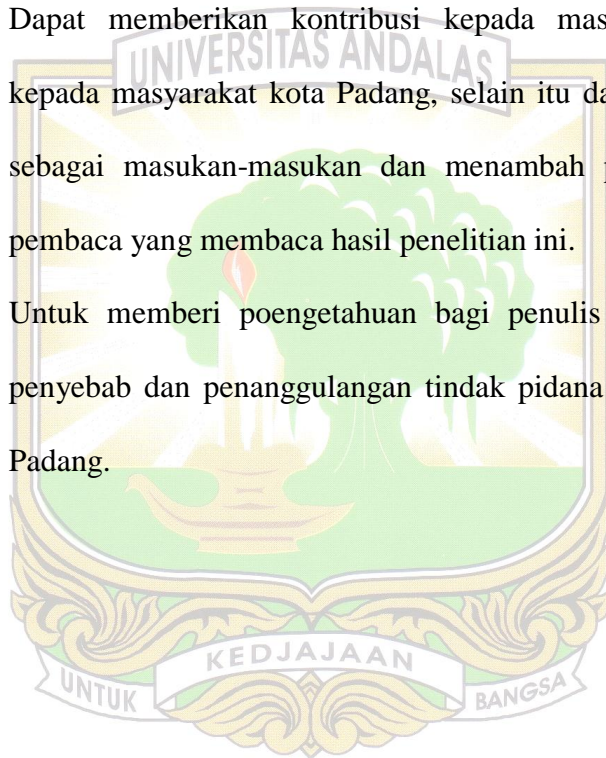 Dapat memberikan kontribusi kepada mas
UNIVERSITAS ANDALAS
kepada masyarakat kota Padang, selain itu da
sebagai masukan-masukan dan menambah
pembaca yang membaca hasil penelitian ini.
Untuk memberi poengetahuan bagi penulis
penyebab dan penanggulangan tindak pidana
Padang.
KEDJAJAAN
UNTUK BANGSA